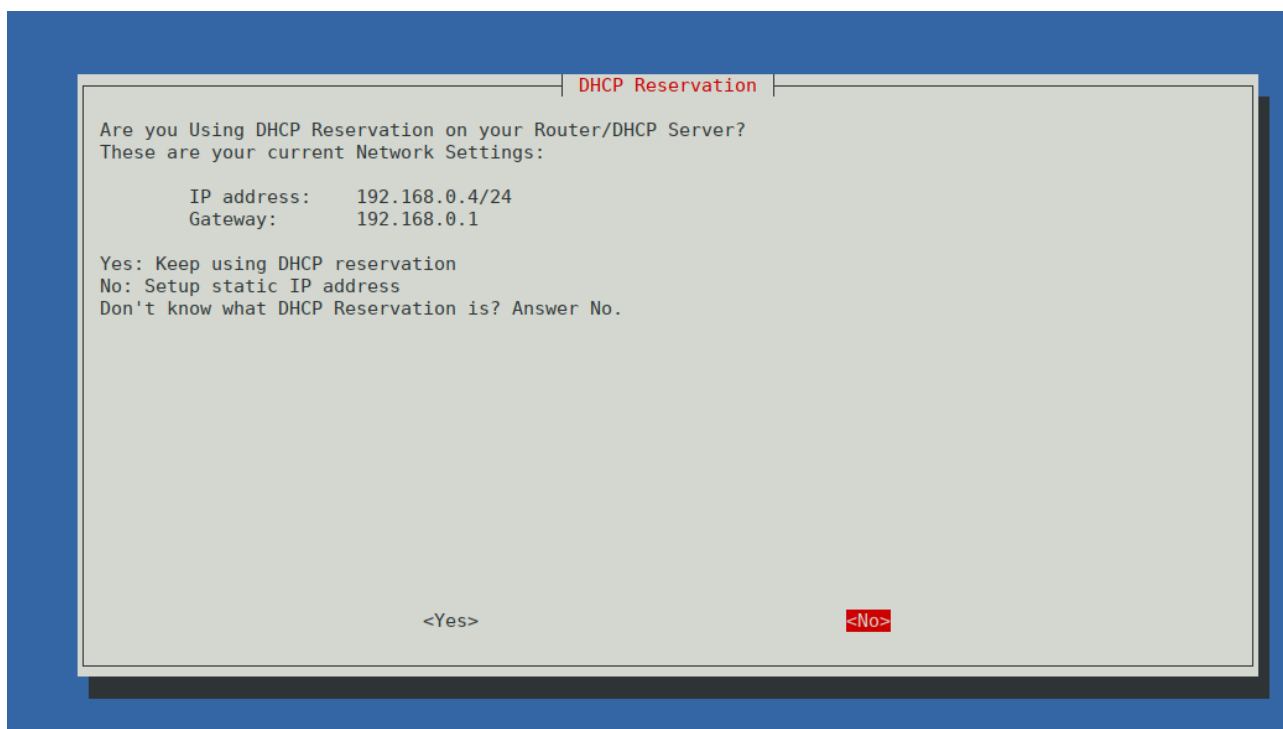 DHCP Reservation
Are you Using DHCP Reservation on your Router/DHCP Server?
These are your current Network Settings:
IP address: 192.168.0.4/24
Gateway: 192.168.0.1
Yes: Keep using DHCP reservation
No: Setup static IP address
Don't know what DHCP Reservation is? Answer No.
<Yes> <No>